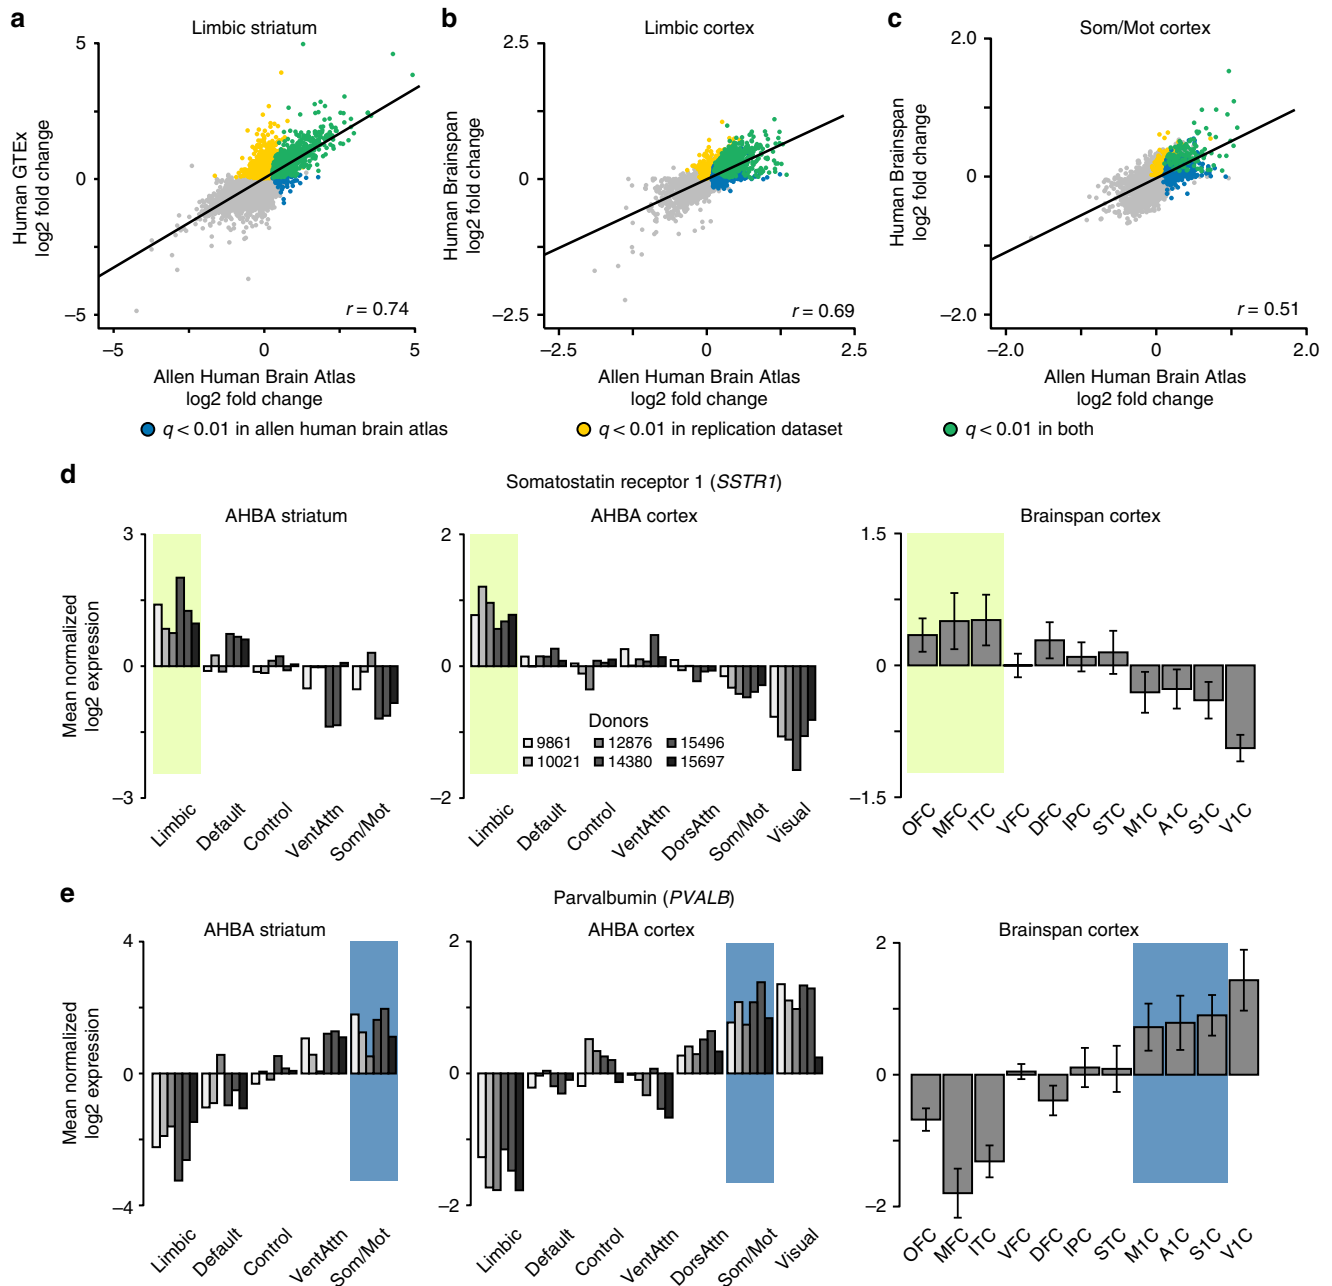 a
Limbic striatum
5
0
−5
Human GTEx
log2 fold change
r = 0.74
−5
0
5
Allen Human Brain Atlas
log2 fold change
b
Limbic cortex
2.5
0
−2.5
Human Brainspan
log2 fold change
r = 0.69
−2.5
0
2.5
Allen Human Brain Atlas
log2 fold change
c
Som/Mot cortex
2.0
0
−2.0
Human Brainspan
log2 fold change
r = 0.51
−2.0
0
2.0
Allen Human Brain Atlas
log2 fold change
q < 0.01 in allen human brain atlas
q < 0.01 in replication dataset
q < 0.01 in both
d
Somatostatin receptor 1 (SSTR1)
AHBA striatum
3
0
−3
Mean normalized
log2 expression
Limbic
Default
Control
VentAttn
Som/Mot
AHBA cortex
2
0
−2
Donors
9861
12876
15496
10021
14380
15697
Limbic
Default
Control
VentAttn
DorsAttn
Som/Mot
Visual
Brainspan cortex
1.5
0
−1.5
OFC
MFC
ITC
VFC
DFC
IPC
STC
M1C
A1C
S1C
V1C
e
Parvalbumin (PVALB)
AHBA striatum
4
0
−4
Mean normalized
log2 expression
Limbic
Default
Control
VentAttn
Som/Mot
AHBA cortex
2
0
−2
Limbic
Default
Control
VentAttn
DorsAttn
Som/Mot
Visual
Brainspan cortex
2
0
−2
OFC
MFC
ITC
VFC
DFC
IPC
STC
M1C
A1C
S1C
V1C